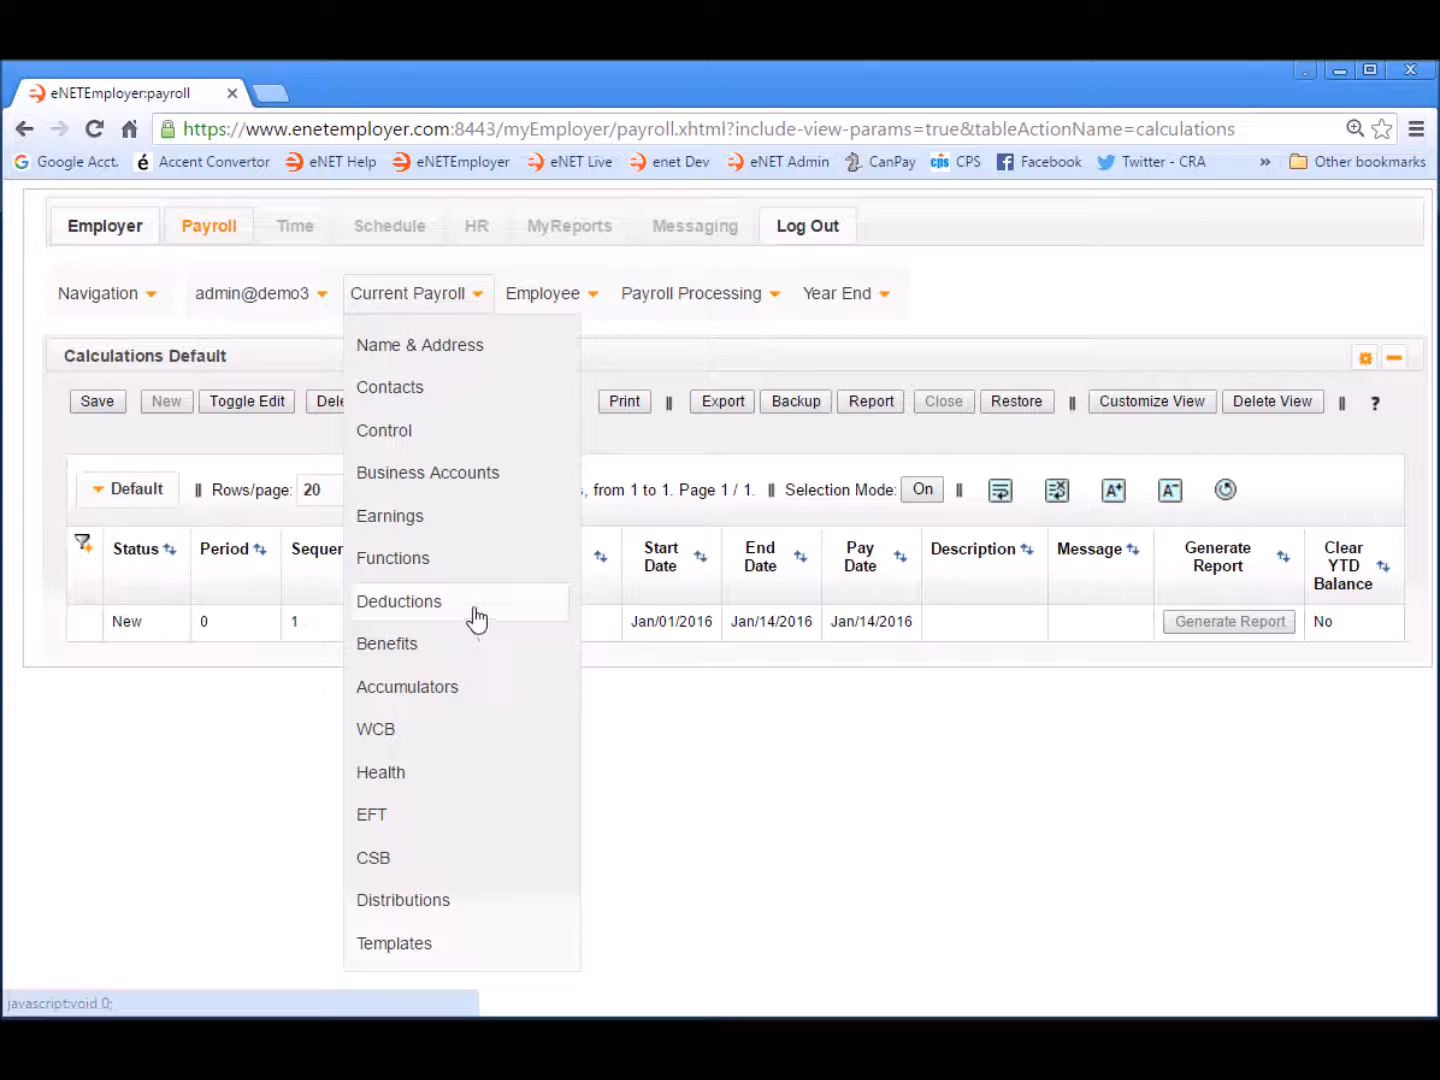 eNETEmployer:payroll
https://www.enetemployer.com:8443/myEmployer/payroll.xhtml?include-view-params=true&tableActionName=calculations
Google Acct. Accent Convertor eNET Help eNETEmployer eNET Live enet Dev eNET Admin CanPay cps CPS Facebook Twitter - CRA » Other bookmarks
Employer Payroll Time Schedule HR MyReports Messaging Log Out
Navigation admin@demo3 Current Payroll Employee Payroll Processing Year End
Name & Address
Contacts
Control
Business Accounts
Earnings
Functions
Deductions
Benefits
Accumulators
WCB
Health
EFT
CSB
Distributions
Templates
Calculations Default
Save New Toggle Edit Dele Print Export Backup Report Close Restore Customize View Delete View ?
Default Rows/page: 20 , from 1 to 1. Page 1 / 1. Selection Mode: On
Status Period Sequer Start Date End Date Pay Date Description Message Generate Report Clear YTD Balance
New 0 1 Jan/01/2016 Jan/14/2016 Jan/14/2016 Generate Report No
javascript:void 0;